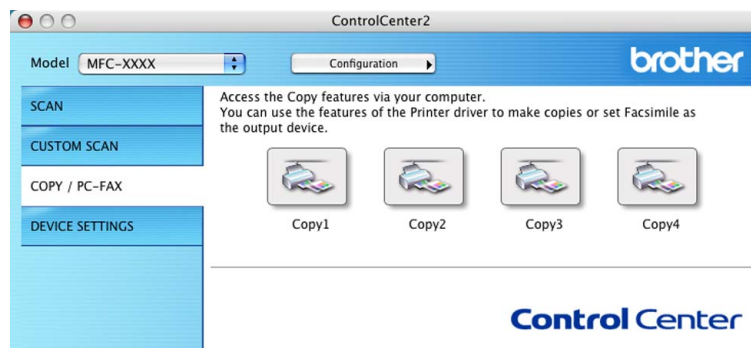 ControlCenter2
Model MFC-XXXX Configuration brother
SCAN
CUSTOM SCAN
COPY / PC-FAX
DEVICE SETTINGS
Access the Copy features via your computer.
You can use the features of the Printer driver to make copies or set Facsimile as
the output device.
Copy1 Copy2 Copy3 Copy4
Control Center